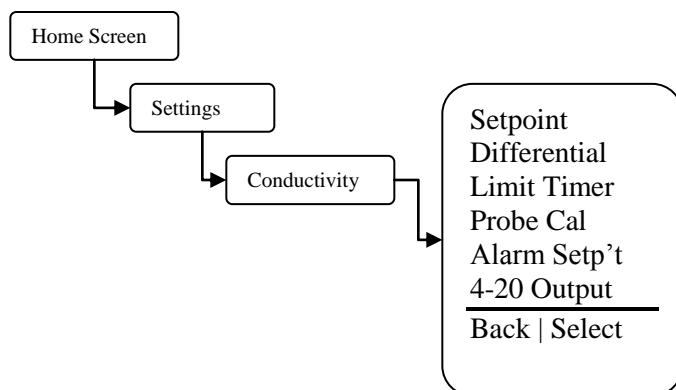 Home Screen
Settings
Conductivity
Setpoint
Differential
Limit Timer
Probe Cal
Alarm Setp’t
4-20 Output
Back | Select